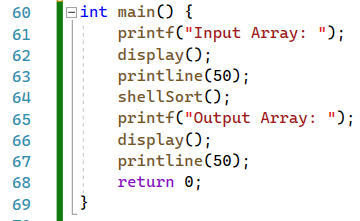 60 int main() {
61 printf("Input Array: ");
62 display();
63 printline(50);
64 shellSort();
65 printf("Output Array: ");
66 display();
67 printline(50);
68 return 0;
69 }